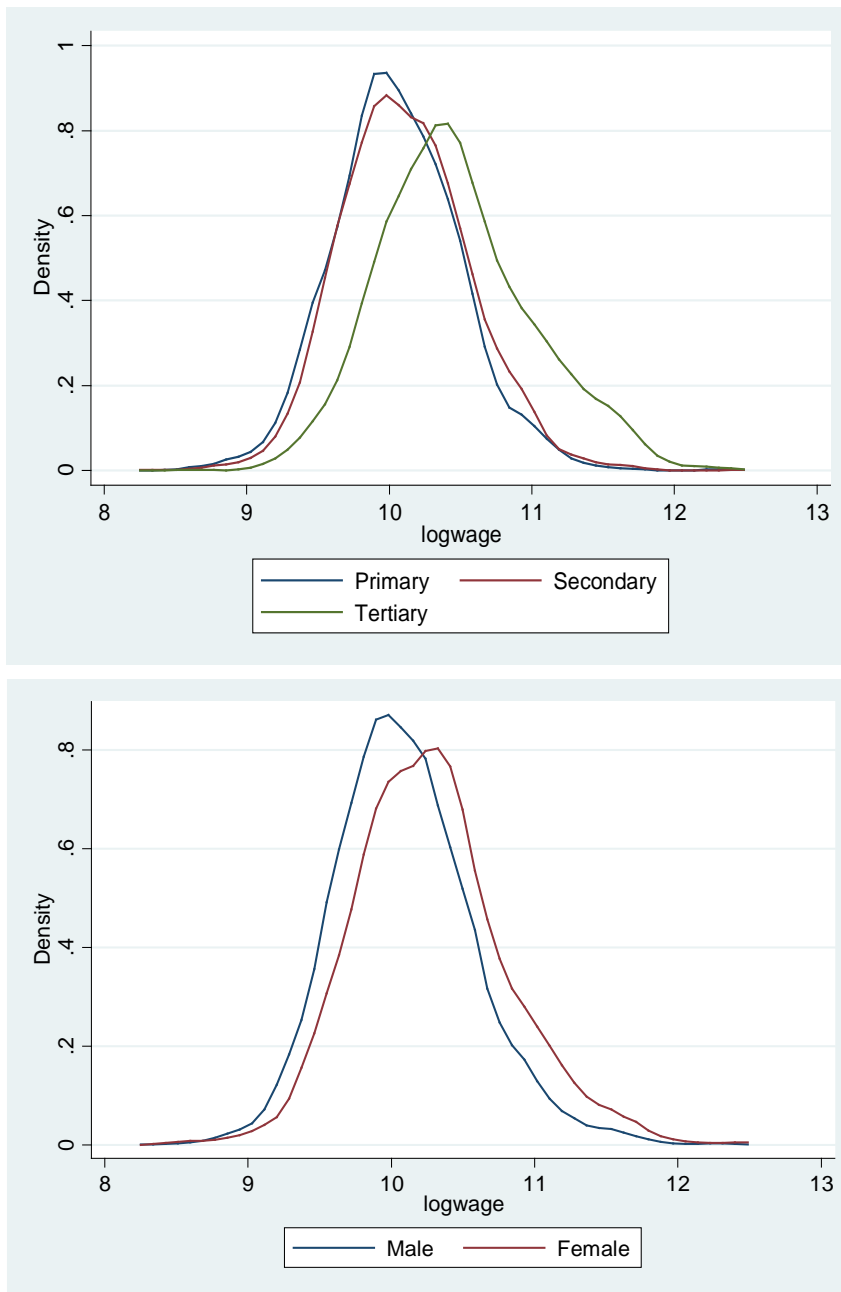 1
.8
.6
.4
.2
0
Density
8 9 10 11 12 13
logwage
Primary Secondary
Tertiary
.8
.6
.4
.2
0
Density
8 9 10 11 12 13
logwage
Male Female